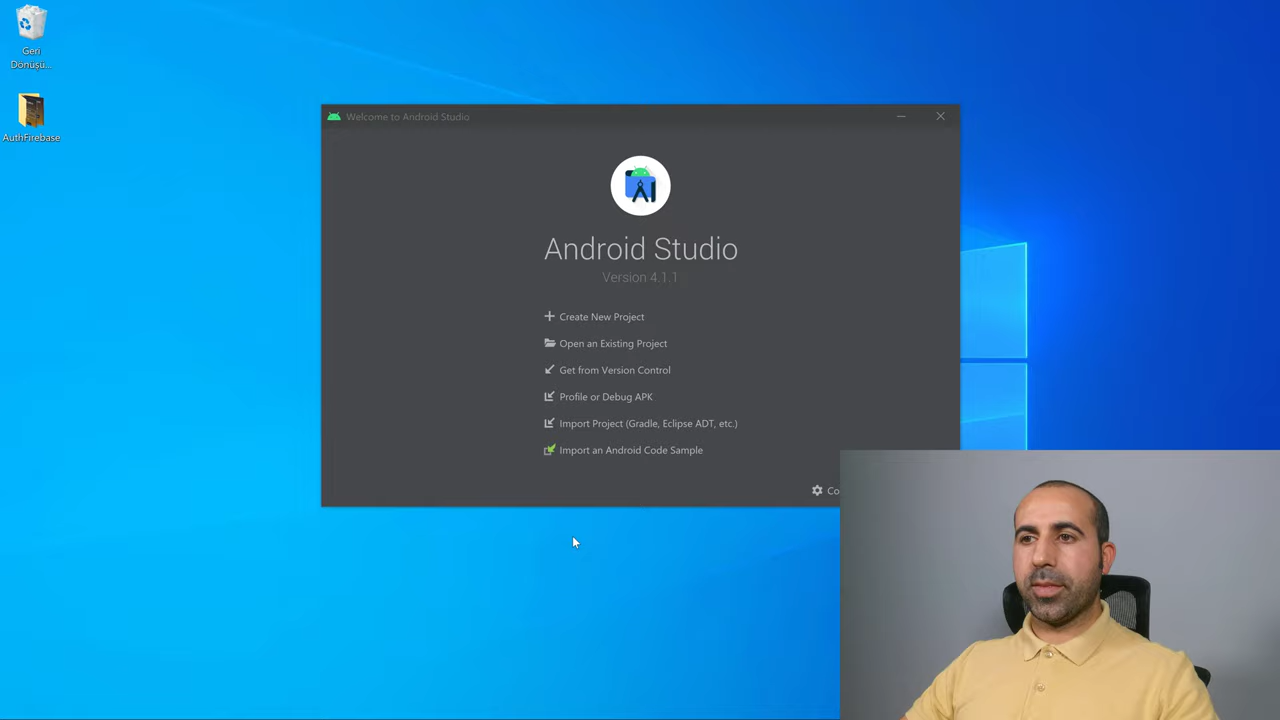 Geri
Dönüşü...
AuthFirebase
Welcome to Android Studio
Android Studio
Version 4.1.1
Create New Project
Open an Existing Project
Get from Version Control
Profile or Debug APK
Import Project (Gradle, Eclipse ADT, etc.)
Import an Android Code Sample
Co